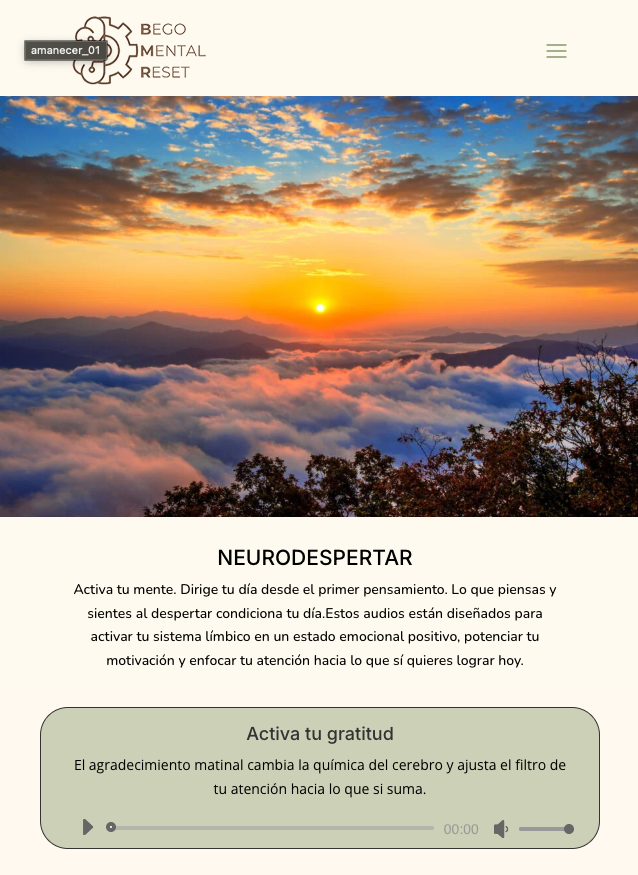 BEGO
amanecer_01
MENTAL
RESET
NEURODESPERTAR
Activa tu mente. Dirige tu día desde el primer pensamiento. Lo que piensas y
sientes al despertar condiciona tu día.Estos audios están diseñados para
activar tu sistema límbico en un estado emocional positivo, potenciar tu
motivación y enfocar tu atención hacia lo que sí quieres lograr hoy.
Activa tu gratitud
El agradecimiento matinal cambia la química del cerebro y ajusta el filtro de
tu atención hacia lo que si suma.
00:00